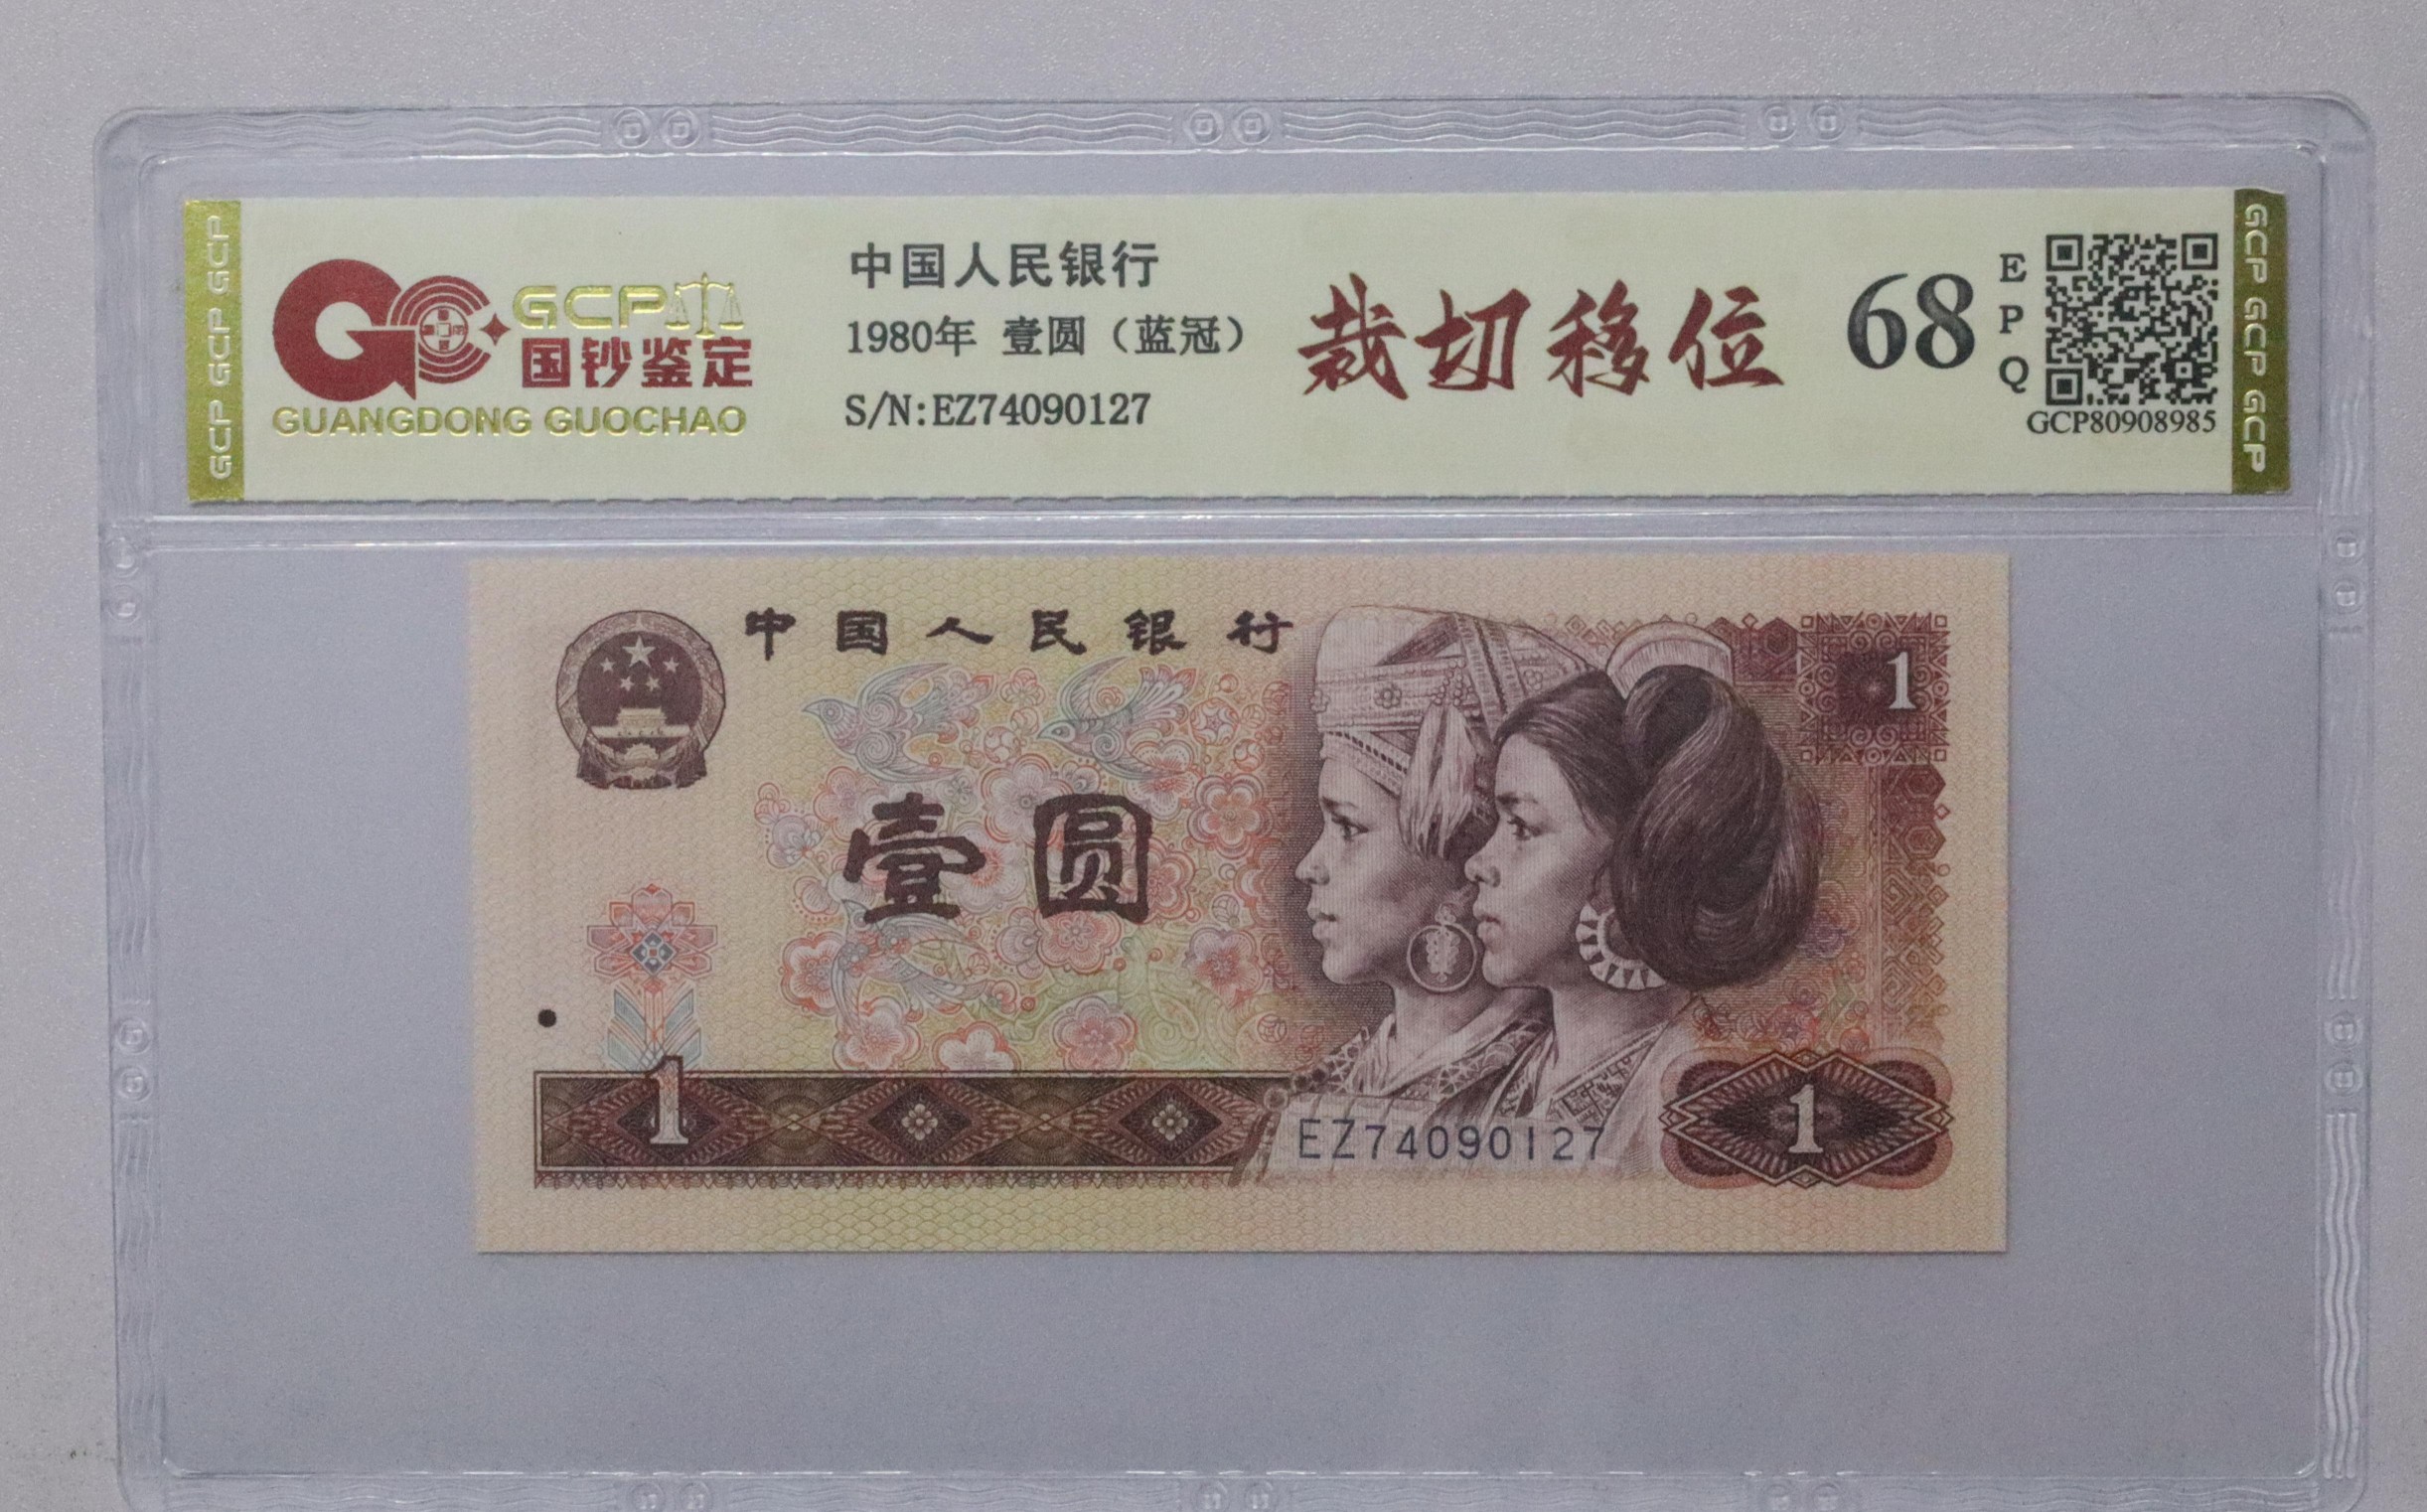 GCP GCP GCP
GCP
国钞鉴定
GUANGDONG GUOCHAO
中国人民银行
1980年 壹圆（蓝冠）
S/N:EZ74090127
裁切移位
68
EPQ
GCP80908985
GCP GCP GCP
中国人民银行
1
壹圆
1
EZ74090127
1